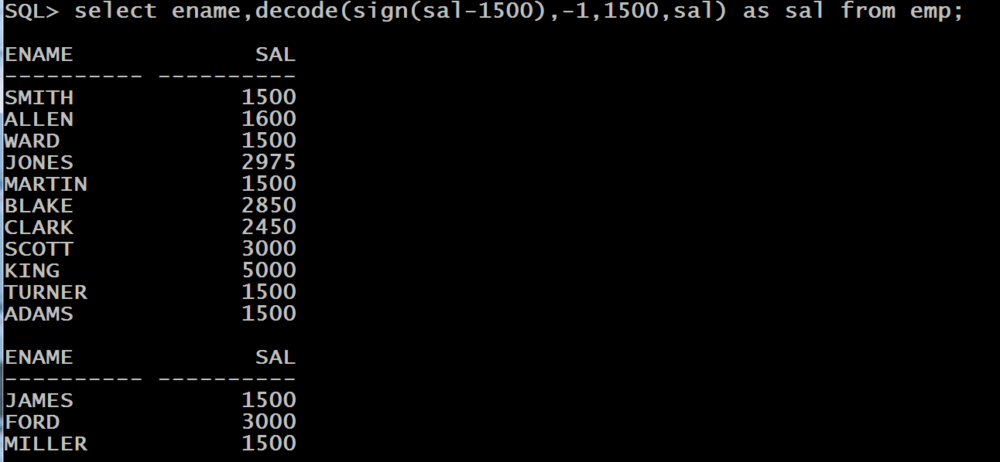 SQL> select ename,decode(sign(sal-1500),-1,1500,sal) as sal from emp;
ENAME             SAL
---------- ----------
SMITH            1500
ALLEN            1600
WARD             1500
JONES            2975
MARTIN           1500
BLAKE            2850
CLARK            2450
SCOTT            3000
KING             5000
TURNER           1500
ADAMS            1500
ENAME             SAL
---------- ----------
JAMES            1500
FORD             3000
MILLER           1500